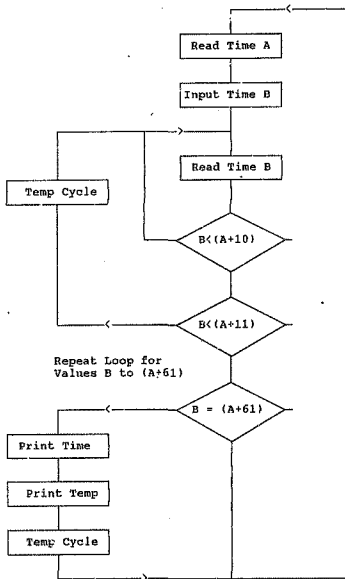 Read Time A
Input Time B
Read Time B
Temp Cycle
B<(A+10)
B<(A+11)
Repeat Loop for
Values B to (A+61)
B = (A+61)
Print Time
Print Temp
Temp Cycle